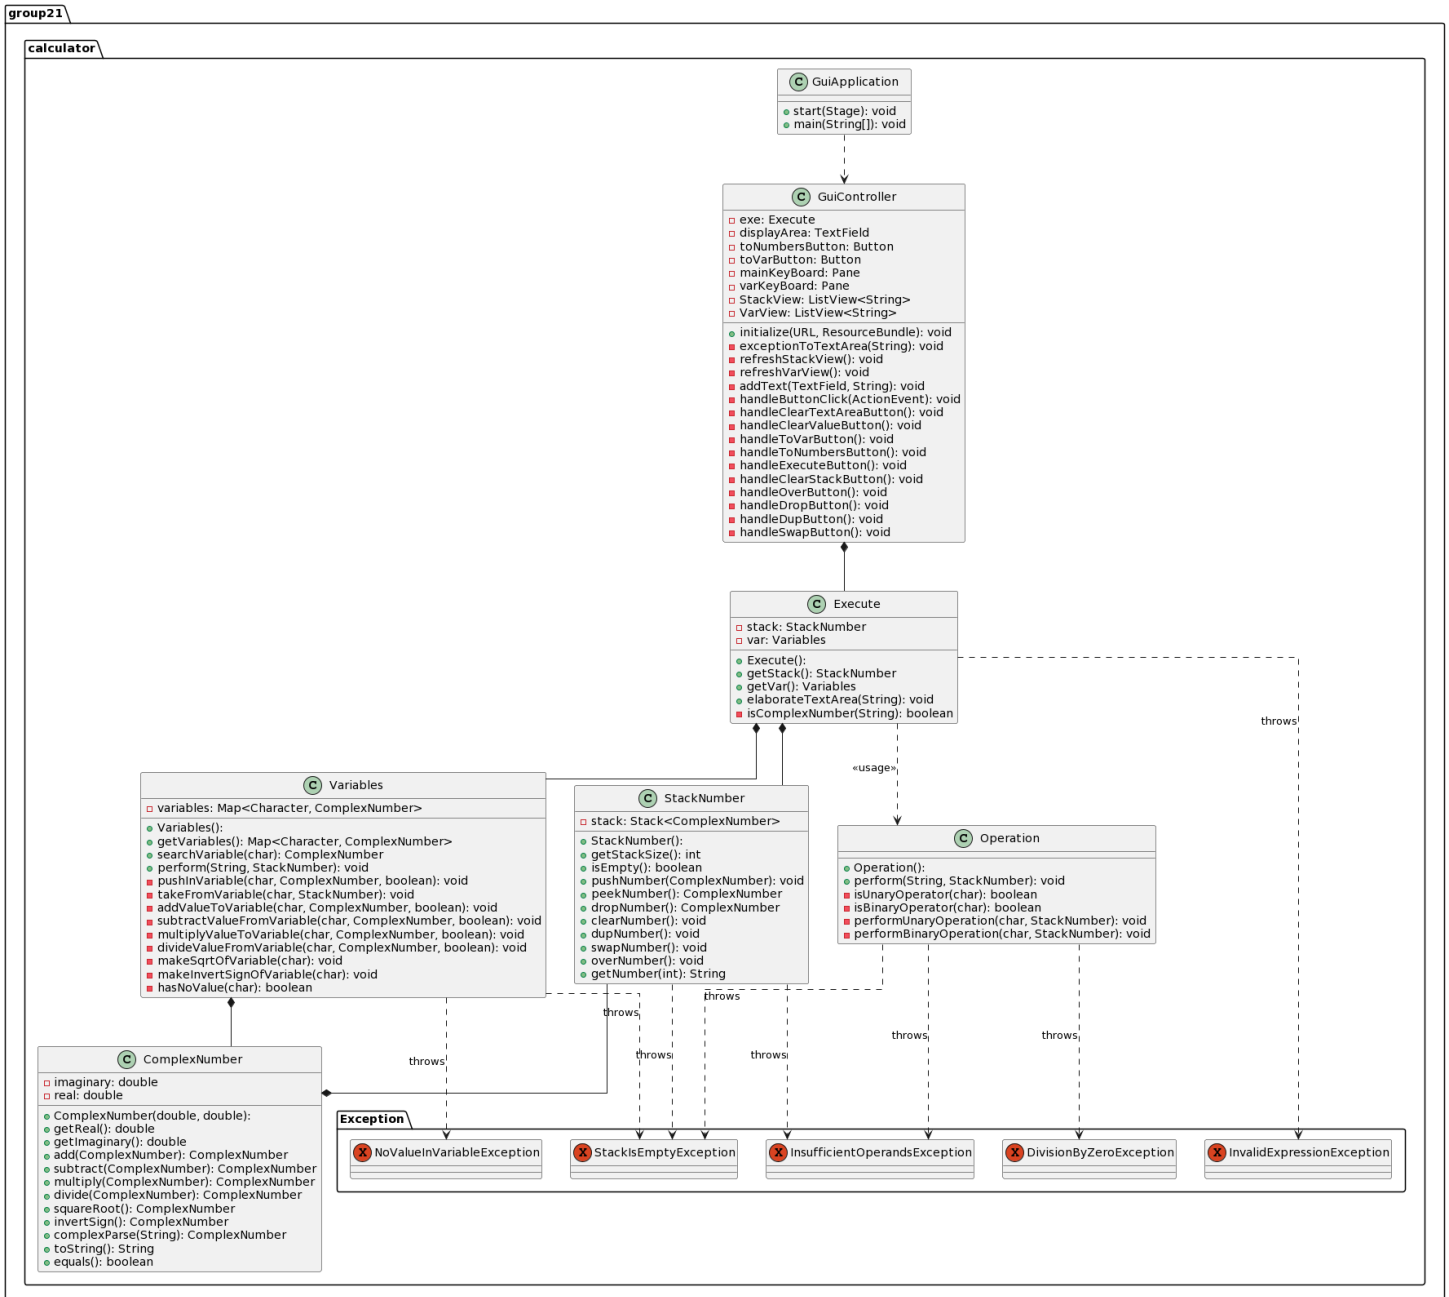 group21
calculator
C GuiApplication
start(Stage): void
main(String[]): void
C GuiController
exe: Execute
displayArea: TextField
toNumbersButton: Button
toVarButton: Button
mainKeyBoard: Pane
varKeyBoard: Pane
StackView: ListView<String>
VarView: ListView<String>
initialize(URL, ResourceBundle): void
exceptionToTextArea(String): void
refreshStackView(): void
refreshVarView(): void
addText(TextField, String): void
handleButtonClick(ActionEvent): void
handleClearTextAreaButton(): void
handleClearValueButton(): void
handleToVarButton(): void
handleToNumbersButton(): void
handleExecuteButton(): void
handleClearStackButton(): void
handleOverButton(): void
handleDropButton(): void
handleDupButton(): void
handleSwapButton(): void
C Execute
stack: StackNumber
var: Variables
Execute():
getStack(): StackNumber
getVar(): Variables
elaborateTextArea(String): void
isComplexNumber(String): boolean
throws
«usage»
C Variables
variables: Map<Character, ComplexNumber>
Variables():
getVariables(): Map<Character, ComplexNumber>
searchVariable(char): ComplexNumber
perform(String, StackNumber): void
pushInVariable(char, ComplexNumber, boolean): void
takeFromVariable(char, StackNumber): void
addValueToVariable(char, ComplexNumber, boolean): void
subtractValueFromVariable(char, ComplexNumber, boolean): void
multiplyValueToVariable(char, ComplexNumber, boolean): void
divideValueFromVariable(char, ComplexNumber, boolean): void
makeSqrtOfVariable(char): void
makeInvertSignOfVariable(char): void
hasNoValue(char): boolean
C StackNumber
stack: Stack<ComplexNumber>
StackNumber():
getStackSize(): int
isEmpty(): boolean
pushNumber(ComplexNumber): void
peekNumber(): ComplexNumber
dropNumber(): ComplexNumber
clearNumber(): void
dupNumber(): void
swapNumber(): void
overNumber(): void
getNumber(int): String
C Operation
Operation():
perform(String, StackNumber): void
isUnaryOperator(char): boolean
isBinaryOperator(char): boolean
performUnaryOperation(char, StackNumber): void
performBinaryOperation(char, StackNumber): void
throws
throws
throws
throws
throws
throws
throws
C ComplexNumber
imaginary: double
real: double
ComplexNumber(double, double):
getReal(): double
getImaginary(): double
add(ComplexNumber): ComplexNumber
subtract(ComplexNumber): ComplexNumber
multiply(ComplexNumber): ComplexNumber
divide(ComplexNumber): ComplexNumber
squareRoot(): ComplexNumber
invertSign(): ComplexNumber
complexParse(String): ComplexNumber
toString(): String
equals(): boolean
Exception
X NoValueInVariableException
X StackIsEmptyException
X InsufficientOperandsException
X DivisionByZeroException
X InvalidExpressionException